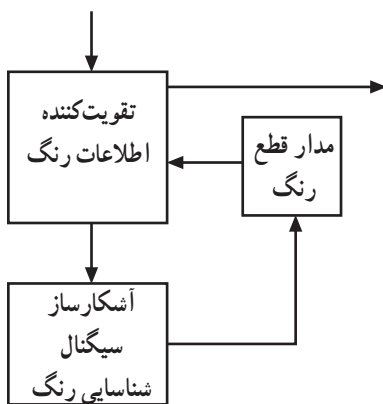 تقویت‌کننده
اطلاعات رنگ
مدار قطع
رنگ
آشکارساز
سیگنال
شناسایی رنگ